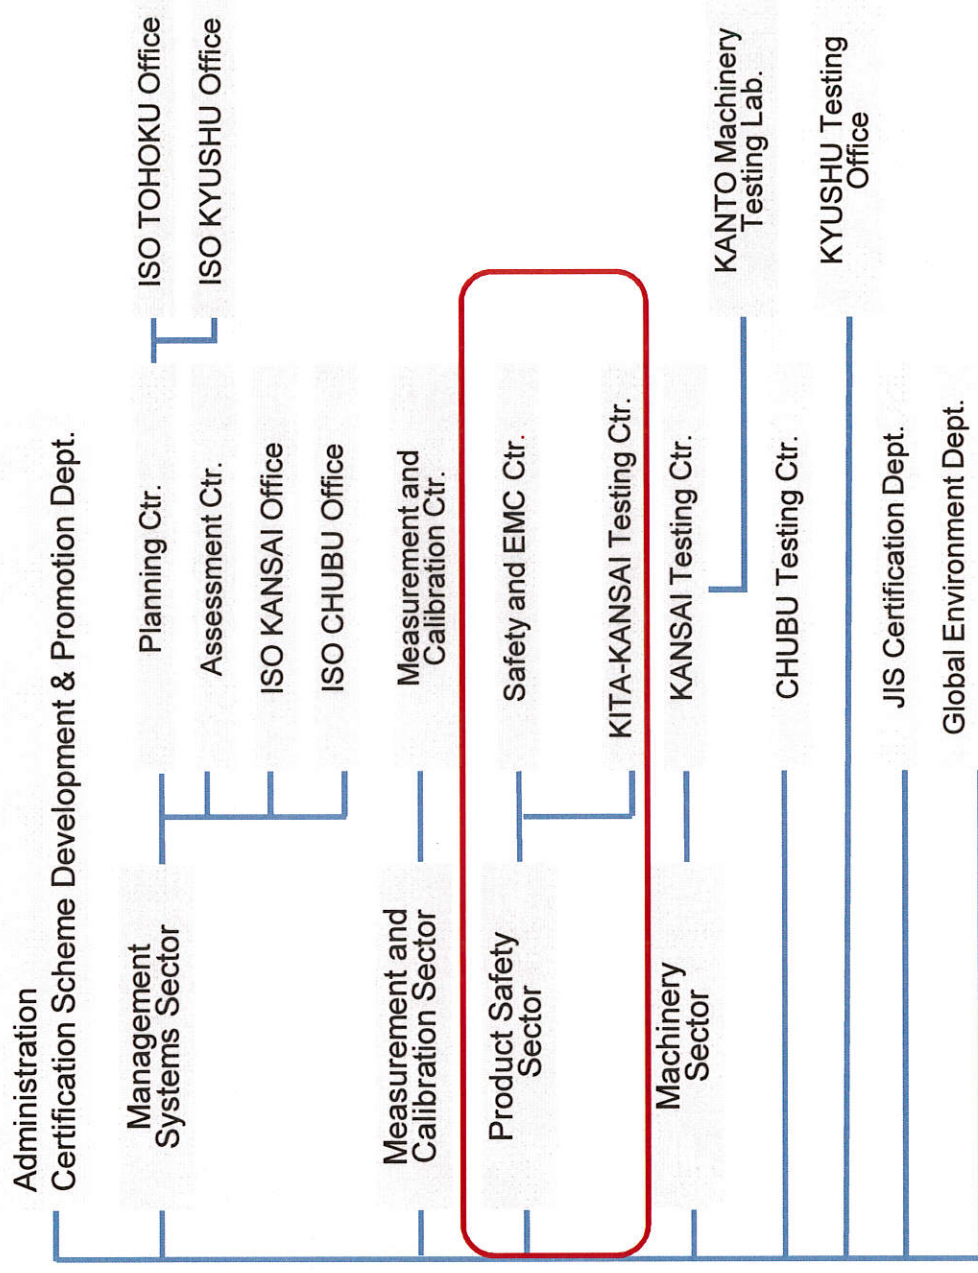 Administration
Certification Scheme Development & Promotion Dept.
Management
Systems Sector
Planning Ctr.
ISO TOHOKU Office
ISO KYUSHU Office
Assessment Ctr.
ISO KANSAI Office
ISO CHUBU Office
Measurement and
Calibration Sector
Measurement and
Calibration Ctr.
Product Safety
Sector
Safety and EMC Ctr.
KITA-KANSAI Testing Ctr.
Machinery
Sector
KANSAI Testing Ctr.
KANTO Machinery
Testing Lab.
CHUBU Testing Ctr.
KYUSHU Testing
Office
JIS Certification Dept.
Global Environment Dept.